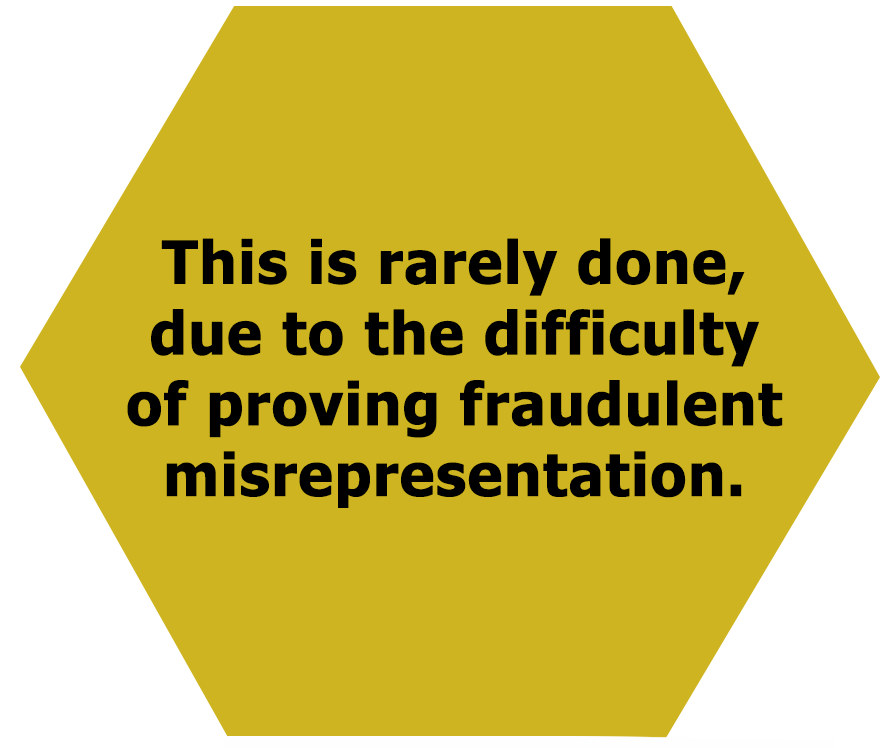 This is rarely done,
due to the difficulty
of proving fraudulent
misrepresentation.